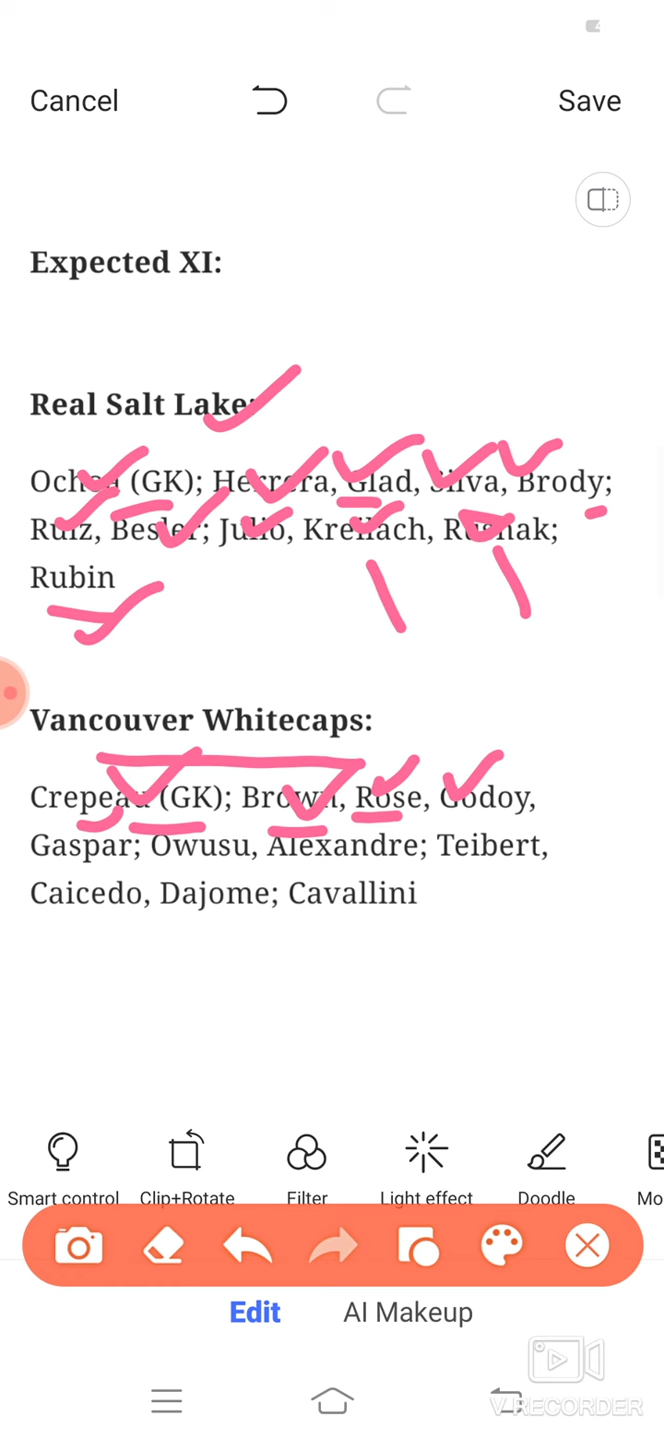 Cancel
Save
Expected XI:
Real Salt Lake:
Ochoa (GK); Herrera, Glad, Silva, Brody;
Ruiz, Besler; Julio, Kreilach, Rusnak;
Rubin
Vancouver Whitecaps:
Crepeau (GK); Brown, Rose, Godoy,
Gaspar; Owusu, Alexandre; Teibert,
Caicedo, Dajome; Cavallini
Smart control Clip+Rotate Filter Light effect Doodle Mo
Edit AI Makeup
V RECORDER